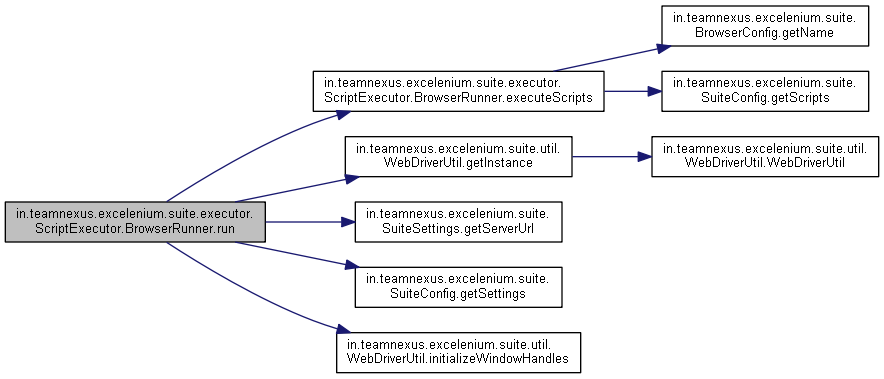 in.teamnexus.excelenium.suite.
BrowserConfig.getName
in.teamnexus.excelenium.suite.executor.
ScriptExecutor.BrowserRunner.executeScripts
in.teamnexus.excelenium.suite.
SuiteConfig.getScripts
in.teamnexus.excelenium.suite.util.
WebDriverUtil.getInstance
in.teamnexus.excelenium.suite.util.
WebDriverUtil.WebDriverUtil
in.teamnexus.excelenium.suite.executor.
ScriptExecutor.BrowserRunner.run
in.teamnexus.excelenium.suite.
SuiteSettings.getServerUrl
in.teamnexus.excelenium.suite.
SuiteConfig.getSettings
in.teamnexus.excelenium.suite.util.
WebDriverUtil.initializeWindowHandles